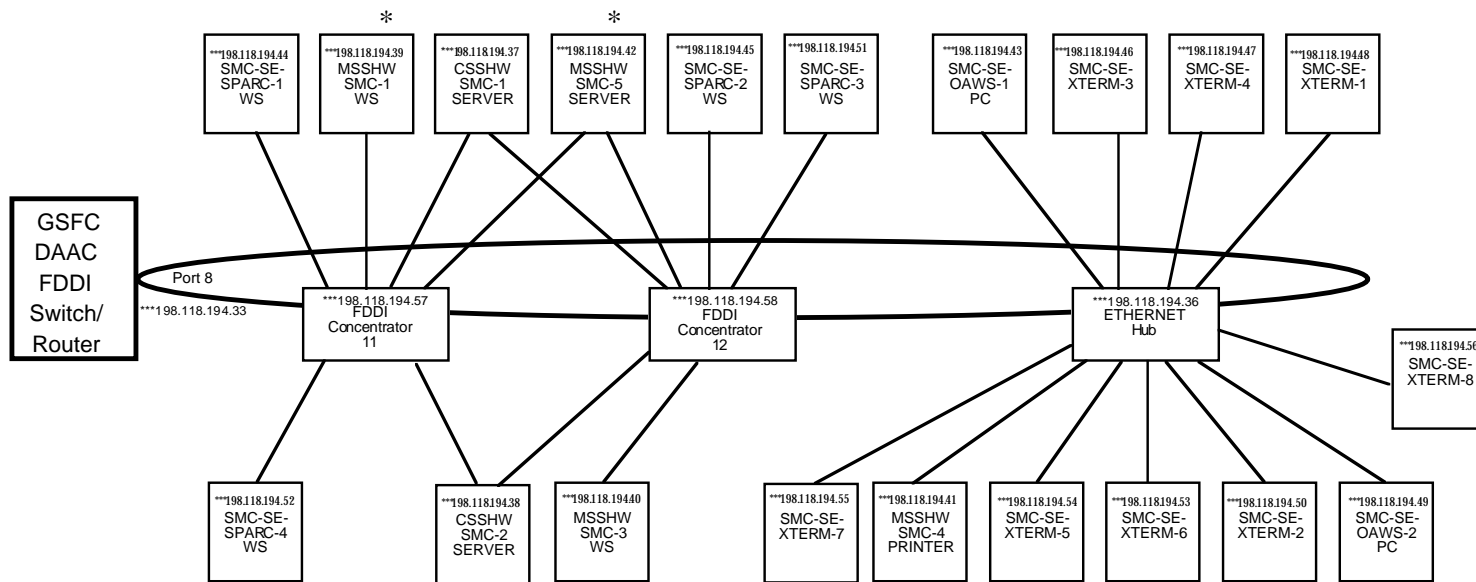 * *
***198.118.194.44
SMC-SE-
SPARC-1
WS
***198.118.194.39
MSSHW
SMC-1
WS
***198.118.194.37
CSSHW
SMC-1
SERVER
***198.118.194.42
MSSHW
SMC-5
SERVER
***198.118.194.45
SMC-SE-
SPARC-2
WS
***198.118.194.51
SMC-SE-
SPARC-3
WS
***198.118.194.43
SMC-SE-
OAWS-1
PC
***198.118.194.46
SMC-SE-
XTERM-3
***198.118.194.47
SMC-SE-
XTERM-4
***198.118.194.48
SMC-SE-
XTERM-1
GSFC
DAAC
FDDI
Switch/
Router
Port 8
***198.118.194.33
***198.118.194.57
FDDI
Concentrator
11
***198.118.194.58
FDDI
Concentrator
12
***198.118.194.36
ETHERNET
Hub
***198.118.194.56
SMC-SE-
XTERM-8
***198.118.194.52
SMC-SE-
SPARC-4
WS
***198.118.194.38
CSSHW
SMC-2
SERVER
***198.118.194.40
MSSHW
SMC-3
WS
***198.118.194.55
SMC-SE-
XTERM-7
***198.118.194.41
MSSHW
SMC-4
PRINTER
***198.118.194.54
SMC-SE-
XTERM-5
***198.118.194.53
SMC-SE-
XTERM-6
***198.118.194.50
SMC-SE-
XTERM-2
***198.118.194.49
SMC-SE-
OAWS-2
PC